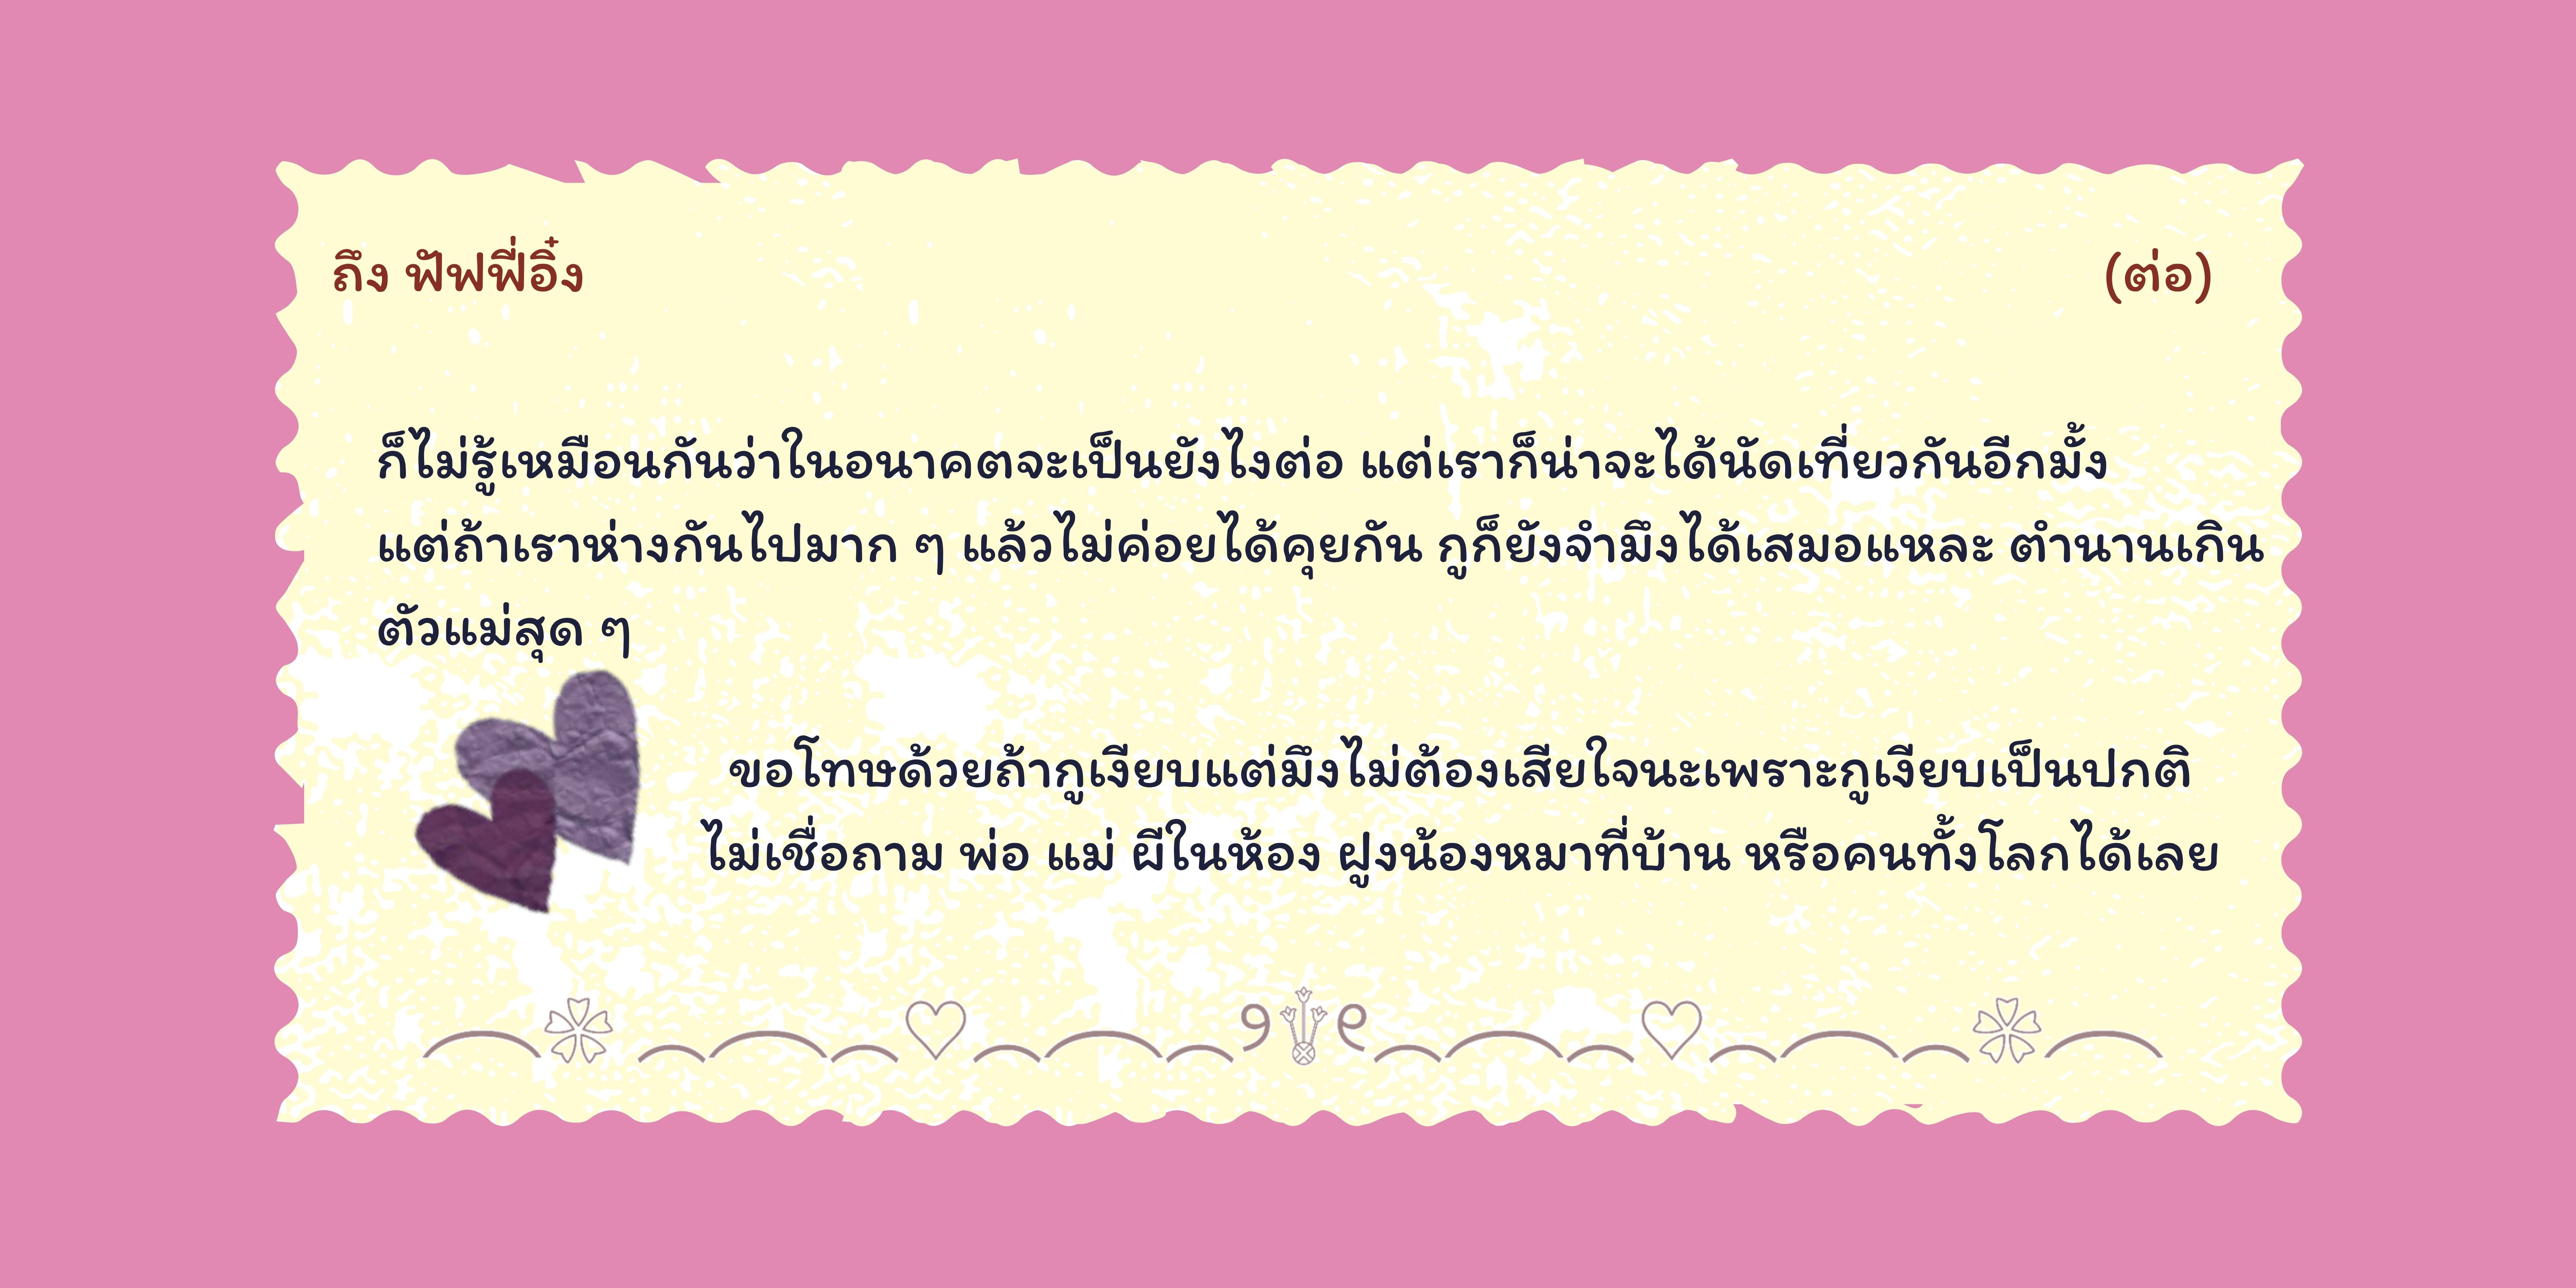 ถึง ฟัฟฟี่อิ๋ง
(ต่อ)
ก็ไม่รู้เหมือนกันว่าในอนาคตจะเป็นยังไงต่อ แต่เราก็น่าจะได้นัดเที่ยวกันอีกมั้ง
แต่ถ้าเราห่างกันไปมาก ๆ แล้วไม่ค่อยได้คุยกัน กูก็ยังจำมึงได้เสมอแหละ ตำนานเกิน
ตัวแม่สุด ๆ
ขอโทษด้วยถ้ากูเงียบแต่มึงไม่ต้องเสียใจนะเพราะกูเงียบเป็นปกติ
ไม่เชื่อถาม พ่อ แม่ ผีในห้อง ฝูงน้องหมาที่บ้าน หรือคนทั้งโลกได้เลย